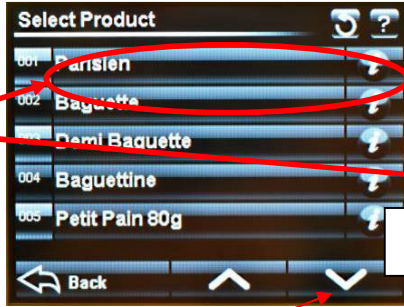 Select Product ?
001 Parisien i
002 Baguette i
003 Demi Baguette i
004 Baguettine i
005 Petit Pain 80g i
Back